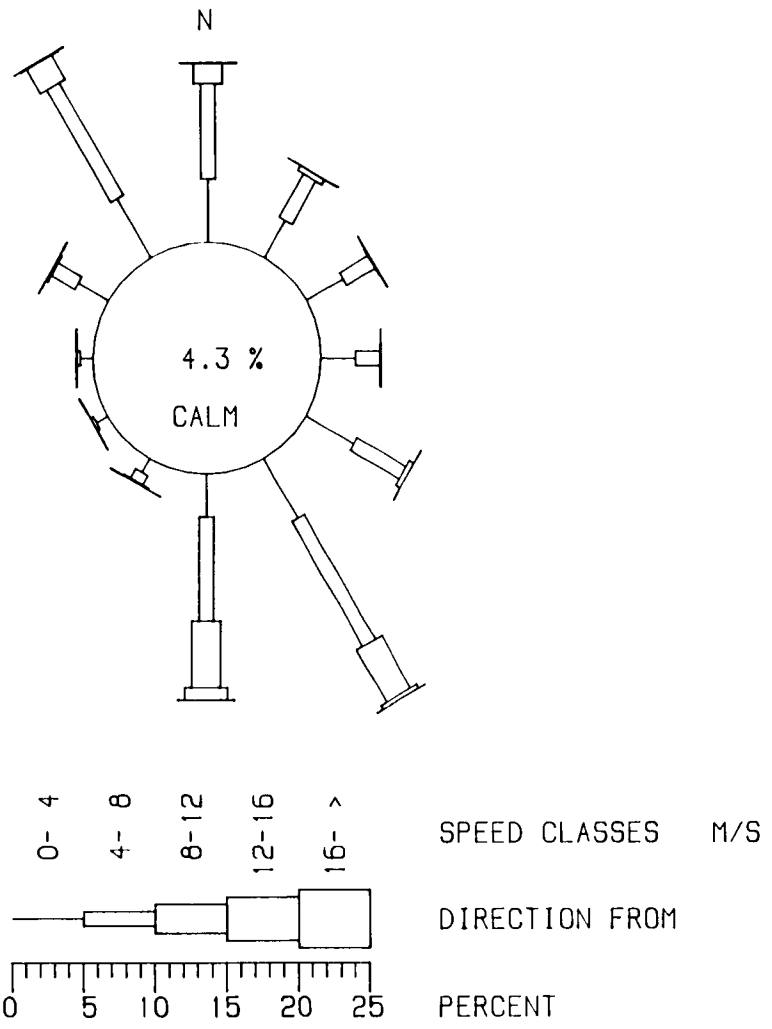 N
4.3 %
CALM
0- 4 4- 8 8-12 12-16 16- >
SPEED CLASSES M/S
DIRECTION FROM
0 5 10 15 20 25
PERCENT